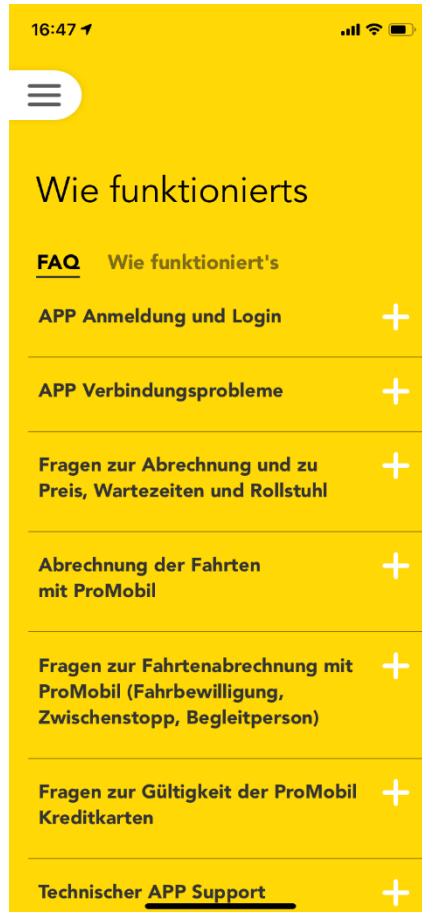 16:47
Wie funktionierts
FAQ Wie funktioniert's
APP Anmeldung und Login
APP Verbindungsprobleme
Fragen zur Abrechnung und zu
Preis, Wartezeiten und Rollstuhl
Abrechnung der Fahrten
mit ProMobil
Fragen zur Fahrtenabrechnung mit
ProMobil (Fahrbewilligung,
Zwischenstopp, Begleitperson)
Fragen zur Gültigkeit der ProMobil
Kreditkarten
Technischer APP Support